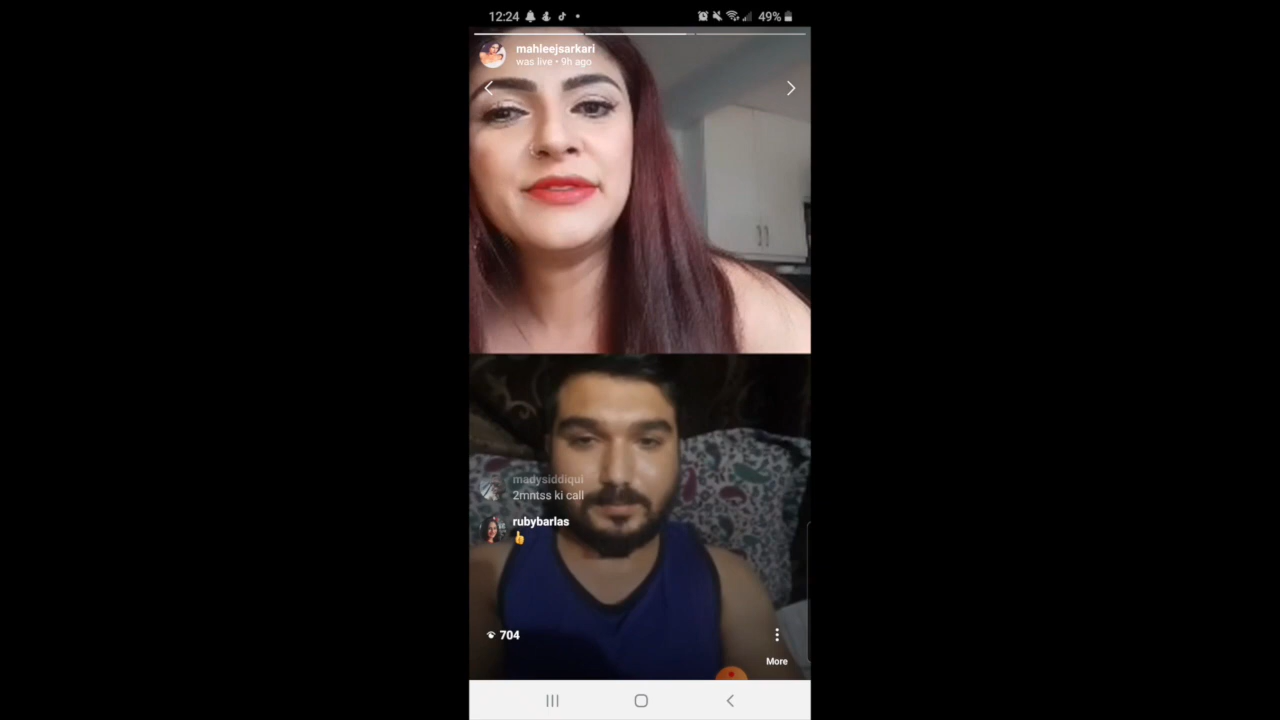 12:24
49%
mahleejsarkari
was live • 9h ago
madysiddiqui
2mntss ki call
rubybarlas
704
More